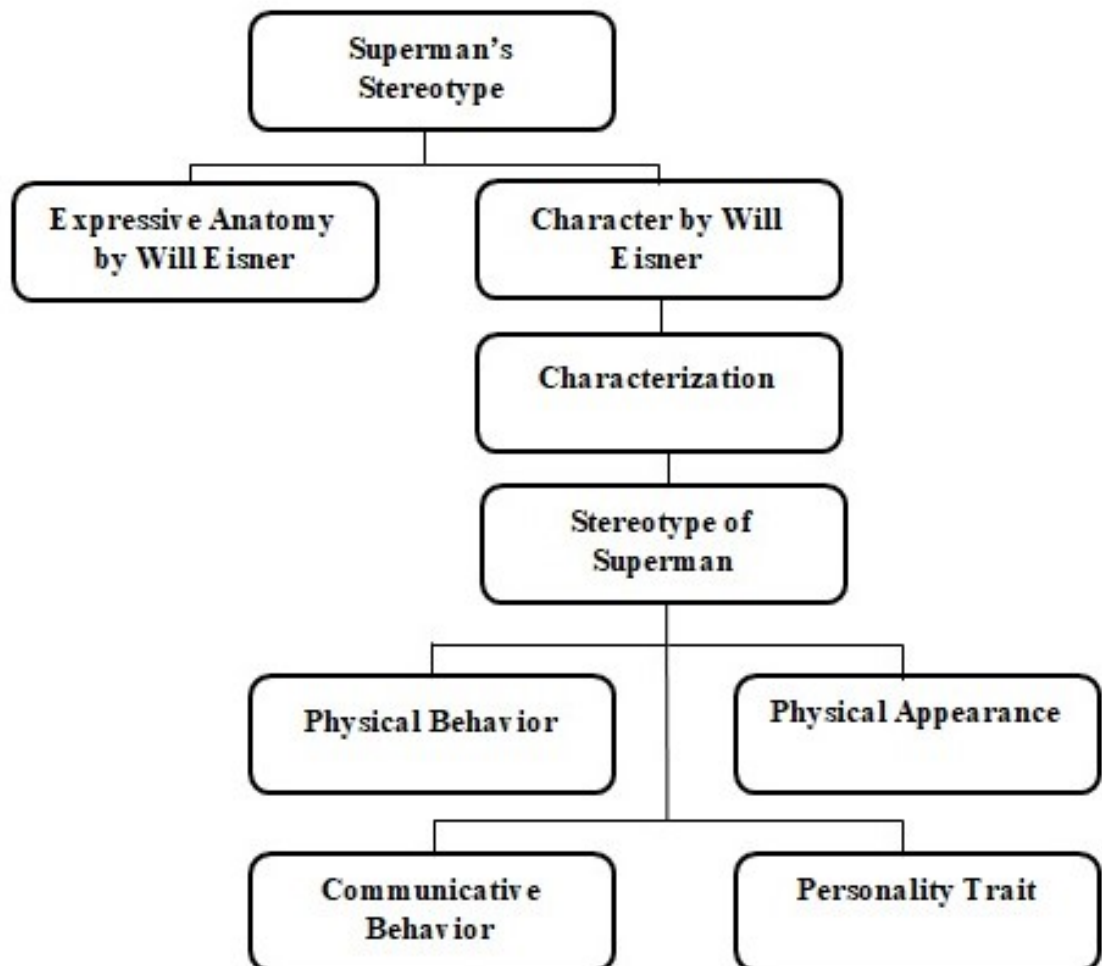 Superman's
Stereotype
Expressive Anatomy
by Will Eisner
Character by Will
Eisner
Characterization
Stereotype of
Superman
Physical Behavior
Physical Appearance
Communicative
Behavior
Personality Trait